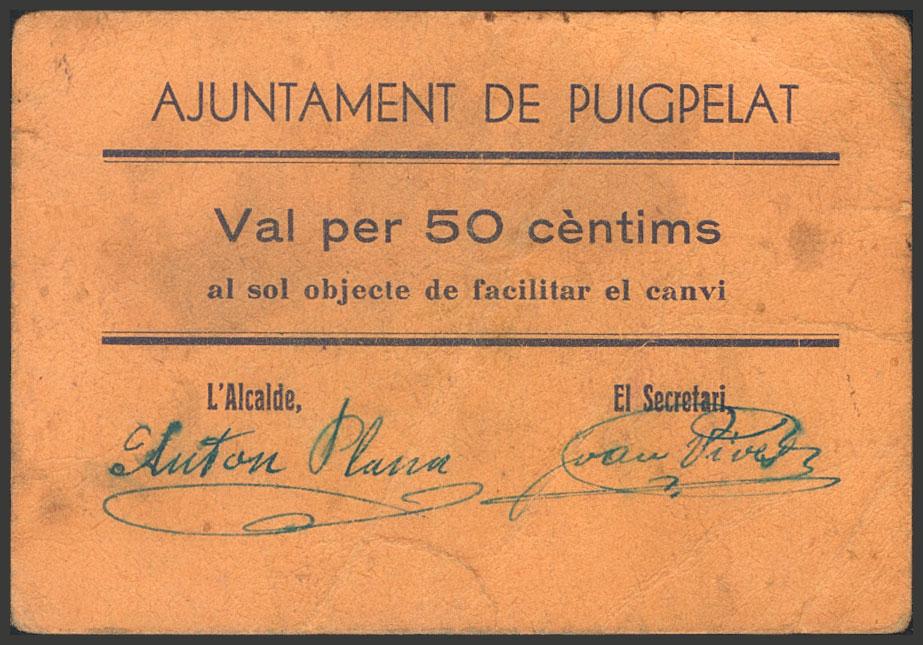 AJUNTAMENT DE PUIGPELAT
Val per 50 cèntims
al sol objecte de facilitar el canvi
L'Alcalde, El Secretari,
Anton Plana Joan